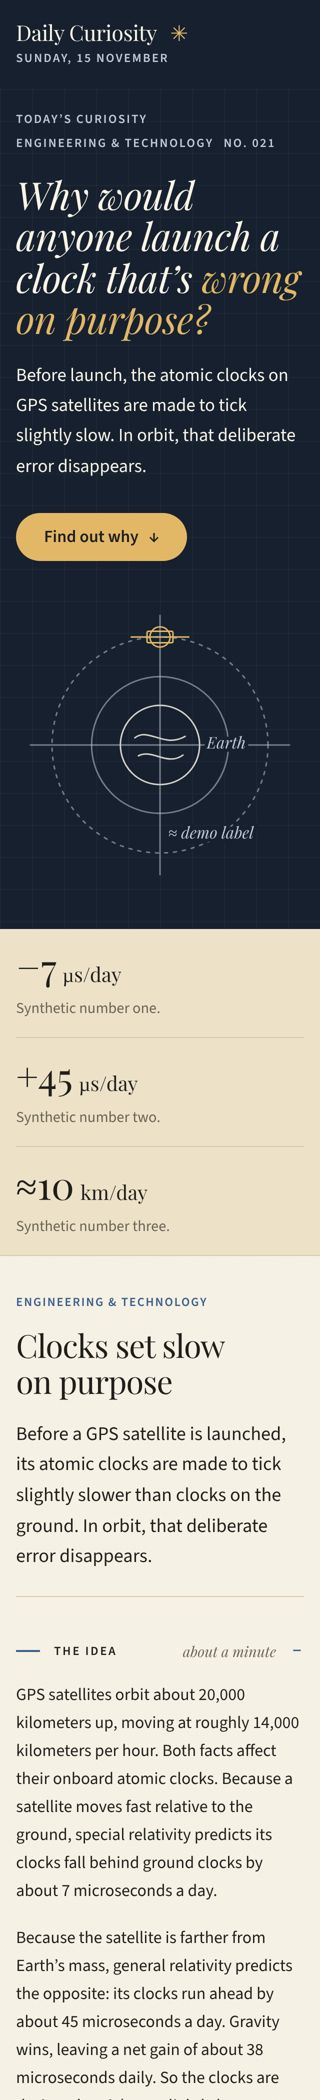 Daily Curiosity
SUNDAY, 15 NOVEMBER
TODAY’S CURIOSITY
ENGINEERING & TECHNOLOGY NO. 021
Why would
anyone launch a
clock that’s wrong
on purpose?
Before launch, the atomic clocks on
GPS satellites are made to tick
slightly slow. In orbit, that deliberate
error disappears.
Find out why ↓
Earth
≈ demo label
−7 µs/day
Synthetic number one.
+45 µs/day
Synthetic number two.
≈10 km/day
Synthetic number three.
ENGINEERING & TECHNOLOGY
Clocks set slow
on purpose
Before a GPS satellite is launched,
its atomic clocks are made to tick
slightly slower than clocks on the
ground. In orbit, that deliberate
error disappears.
THE IDEA about a minute −
GPS satellites orbit about 20,000
kilometers up, moving at roughly 14,000
kilometers per hour. Both facts affect
their onboard atomic clocks. Because a
satellite moves fast relative to the
ground, special relativity predicts its
clocks fall behind ground clocks by
about 7 microseconds a day.
Because the satellite is farther from
Earth’s mass, general relativity predicts
the opposite: its clocks run ahead by
about 45 microseconds a day. Gravity
wins, leaving a net gain of about 38
microseconds daily. So the clocks are